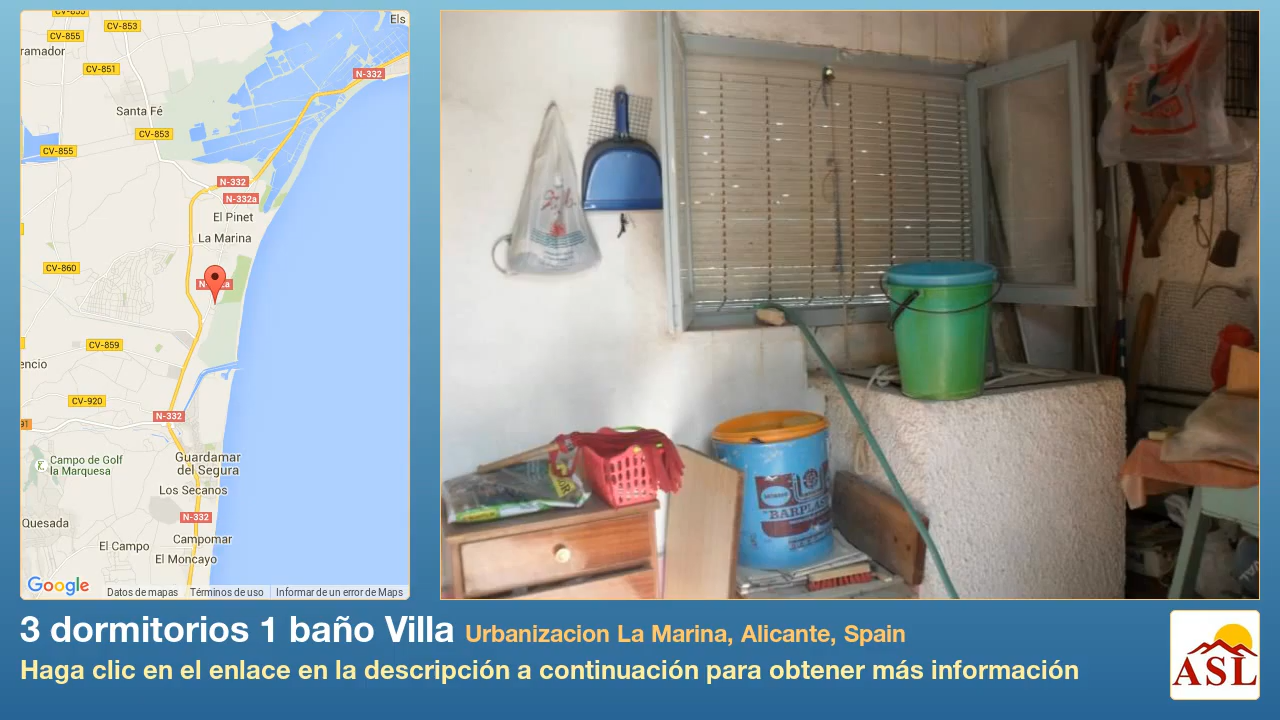 CV-853
CV-855
Els
ramador
CV-851
N-332
Santa Fé
CV-853
CV-855
N-332
N-332a
El Pinet
La Marina
CV-860
CV-859
encio
CV-920
N-332
91
Guardamar
del Segura
Campo de Golf
la Marquesa
Los Secanos
N-332
Quesada
Campomar
El Campo
El Moncayo
Google
Datos de mapas
Términos de uso
Informar de un error de Maps
BARPLAST
3 dormitorios 1 baño Villa Urbanizacion La Marina, Alicante, Spain
Haga clic en el enlace en la descripción a continuación para obtener más información
ASL